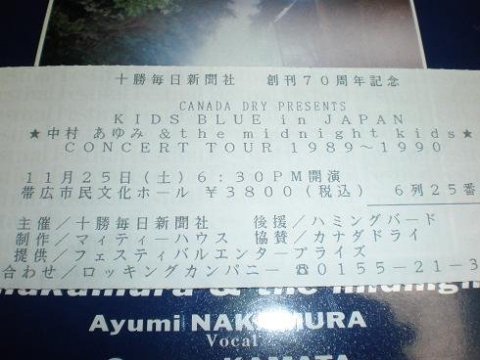 十勝毎日新聞社 創刊70周年記念
CANADA DRY PRESENTS
KIDS BLUE in JAPAN
★中村 あゆみ & the midnight kids★
CONCERT TOUR 1989~1990
11月25日(土)6:30PM開演
帯広市民文化ホール ¥3800(税込) 6列25番
主催/十勝毎日新聞社 後援/ハミングバード
制作/マィティーハウス 協賛/カナダドライ
提供/フェスティバルエンタープライズ
合わせ/ロッキングカンパニー ☎0155-21-3
Nakamura & the midnigh
Ayumi NAKAMURA
Vocal
KAMATA